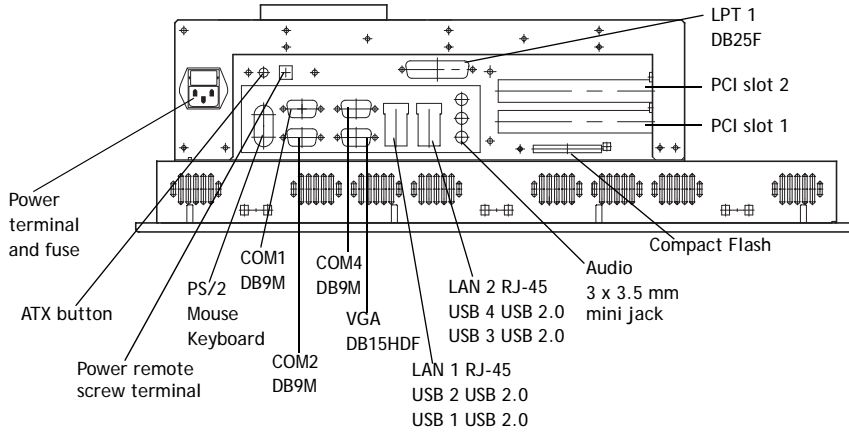 LPT 1
DB25F
PCI slot 2
PCI slot 1
Power
terminal
and fuse
Compact Flash
COM1
DB9M
COM4
DB9M
Audio
3 x 3.5 mm
mini jack
PS/2
Mouse
Keyboard
LAN 2 RJ-45
USB 4 USB 2.0
USB 3 USB 2.0
ATX button
VGA
DB15HDF
Power remote
screw terminal
COM2
DB9M
LAN 1 RJ-45
USB 2 USB 2.0
USB 1 USB 2.0